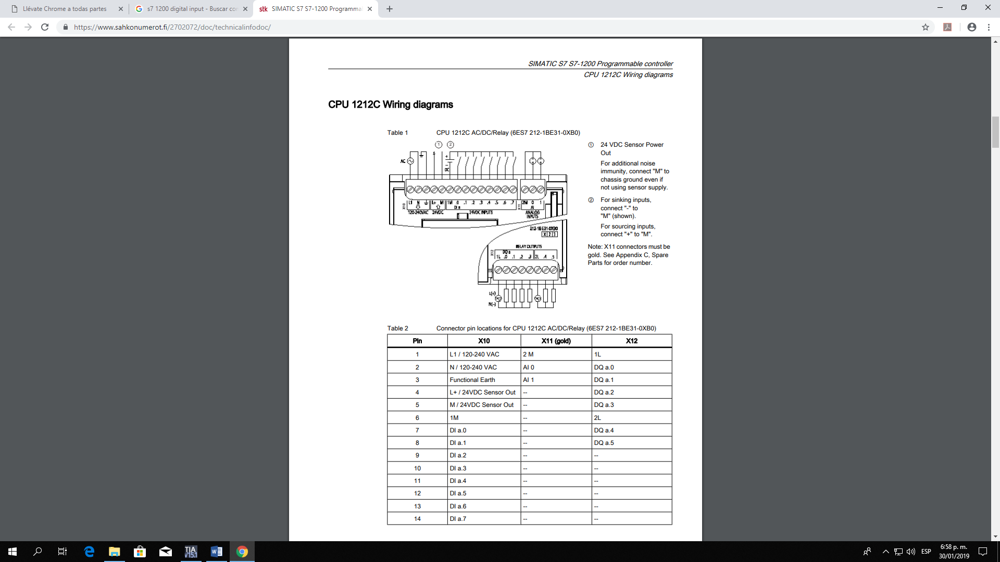 Llévate Chrome a todas partes
s7 1200 digital input - Buscar con
stk SIMATIC S7 S7-1200 Programma
https://www.sahkonumerot.fi/2702072/doc/technicalinfodoc/
SIMATIC S7 S7-1200 Programmable controller
CPU 1212C Wiring diagrams
CPU 1212C Wiring diagrams
Table 1 CPU 1212C AC/DC/Relay (6ES7 212-1BE31-0XB0)
① 24 VDC Sensor Power
Out
For additional noise
immunity, connect "M" to
chassis ground even if
not using sensor supply.
② For sinking inputs,
connect "-" to
"M" (shown).
For sourcing inputs,
connect "+" to "M".
Note: X11 connectors must be
gold. See Appendix C, Spare
Parts for order number.
① ②
AC
+
–
DC
X10 L1 N L+ M 1M .0 .1 .2 .3 .4 .5 .6 .7 X11 2M 0 1
DI a AI
120-240VAC 24VDC 24VDC INPUTS ANALOG
INPUTS
212-1BE31-0XB0
X 2 3
RELAY OUTPUTS
X12 DQ a
1L .0 .1 .2 .3 2L .4 .5
L(+)
N(-)
Table 2 Connector pin locations for CPU 1212C AC/DC/Relay (6ES7 212-1BE31-0XB0)
Pin X10 X11 (gold) X12
1 L1 / 120-240 VAC 2 M 1L
2 N / 120-240 VAC AI 0 DQ a.0
3 Functional Earth AI 1 DQ a.1
4 L+ / 24VDC Sensor Out -- DQ a.2
5 M / 24VDC Sensor Out -- DQ a.3
6 1M -- 2L
7 DI a.0 -- DQ a.4
8 DI a.1 -- DQ a.5
9 DI a.2 -- --
10 DI a.3 -- --
11 DI a.4 -- --
12 DI a.5 -- --
13 DI a.6 -- --
14 DI a.7 -- --
TIA
V15.1
ESP
6:58 p. m.
30/01/2019